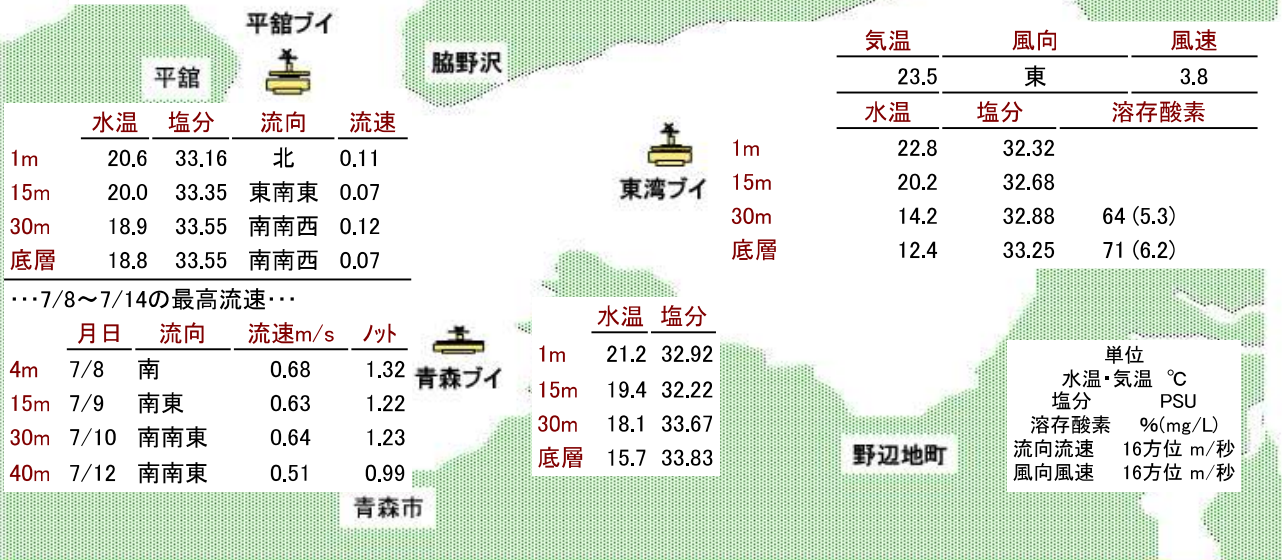 平舘ブイ
平舘
脇野沢
水温 塩分 流向 流速
1m 20.6 33.16 北 0.11
15m 20.0 33.35 東南東 0.07
30m 18.9 33.55 南南西 0.12
底層 18.8 33.55 南南西 0.07
…7/8～7/14の最高流速…
月日 流向 流速m/s ﾉｯﾄ
4m 7/8 南 0.68 1.32
15m 7/9 南東 0.63 1.22
30m 7/10 南南東 0.64 1.23
40m 7/12 南南東 0.51 0.99
青森ブイ
水温 塩分
1m 21.2 32.92
15m 19.4 32.22
30m 18.1 33.67
底層 15.7 33.83
青森市
気温 風向 風速
23.5 東 3.8
東湾ブイ
水温 塩分 溶存酸素
1m 22.8 32.32
15m 20.2 32.68
30m 14.2 32.88 64 (5.3)
底層 12.4 33.25 71 (6.2)
野辺地町
単位
水温・気温 ℃
塩分 PSU
溶存酸素 %(mg/L)
流向流速 16方位 m/秒
風向風速 16方位 m/秒